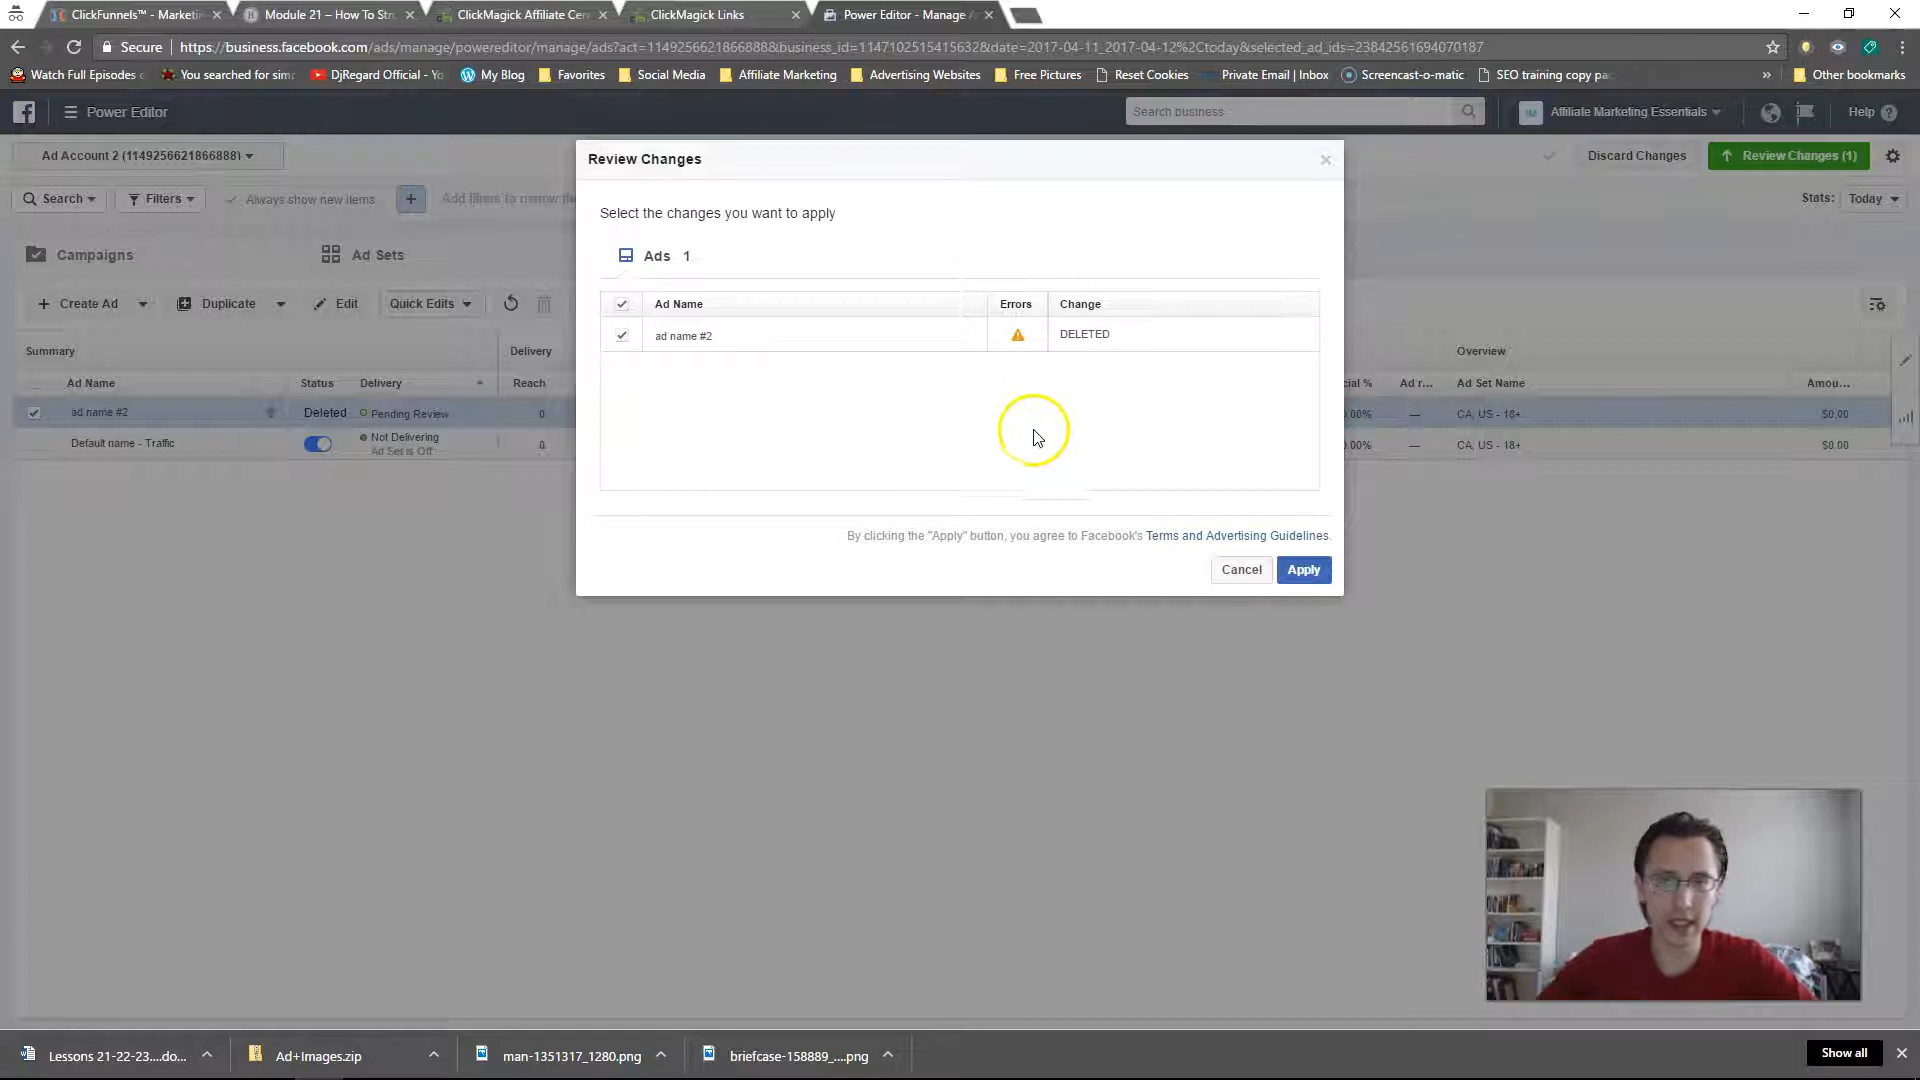 ClickFunnels™ - Marketi
Module 21 – How To Str
ClickMagick Affiliate Cen
ClickMagick Links
Power Editor - Manage
Secure
https://business.facebook.com/ads/manage/powereditor/manage/ads?act=1149256621866888&business_id=1147102515415632&date=2017-04-11_2017-04-12%2Ctoday&selected_ad_ids=23842561694070187
Watch Full Episodes
You searched for sim
DjRegard Official - Yo
My Blog
Favorites
Social Media
Affiliate Marketing
Advertising Websites
Free Pictures
Reset Cookies
Private Email | Inbox
Screencast-o-matic
SEO training copy pa
»
Other bookmarks
Power Editor
Search business
Affiliate Marketing Essentials
Help
Ad Account 2 (1149256621866888)
Discard Changes
Review Changes (1)
Search
Filters
Always show new items
Add filters to narrow the
Stats: Today
Campaigns
Ad Sets
Create Ad
Duplicate
Edit
Quick Edits
Summary
Delivery
Overview
Ad Name
Status
Delivery
Reach
cial %
Ad r...
Ad Set Name
Amou...
ad name #2
Deleted
Pending Review
0
0.00%
—
CA, US - 18+
$0.00
Default name - Traffic
Not Delivering
Ad Set is Off
0
0.00%
—
CA, US - 18+
$0.00
Review Changes
Select the changes you want to apply
Ads 1
Ad Name
Errors
Change
ad name #2
DELETED
By clicking the "Apply" button, you agree to Facebook's Terms and Advertising Guidelines.
Cancel
Apply
Lessons 21-22-23....do...
Ad+Images.zip
man-1351317_1280.png
briefcase-158889_....png
Show all